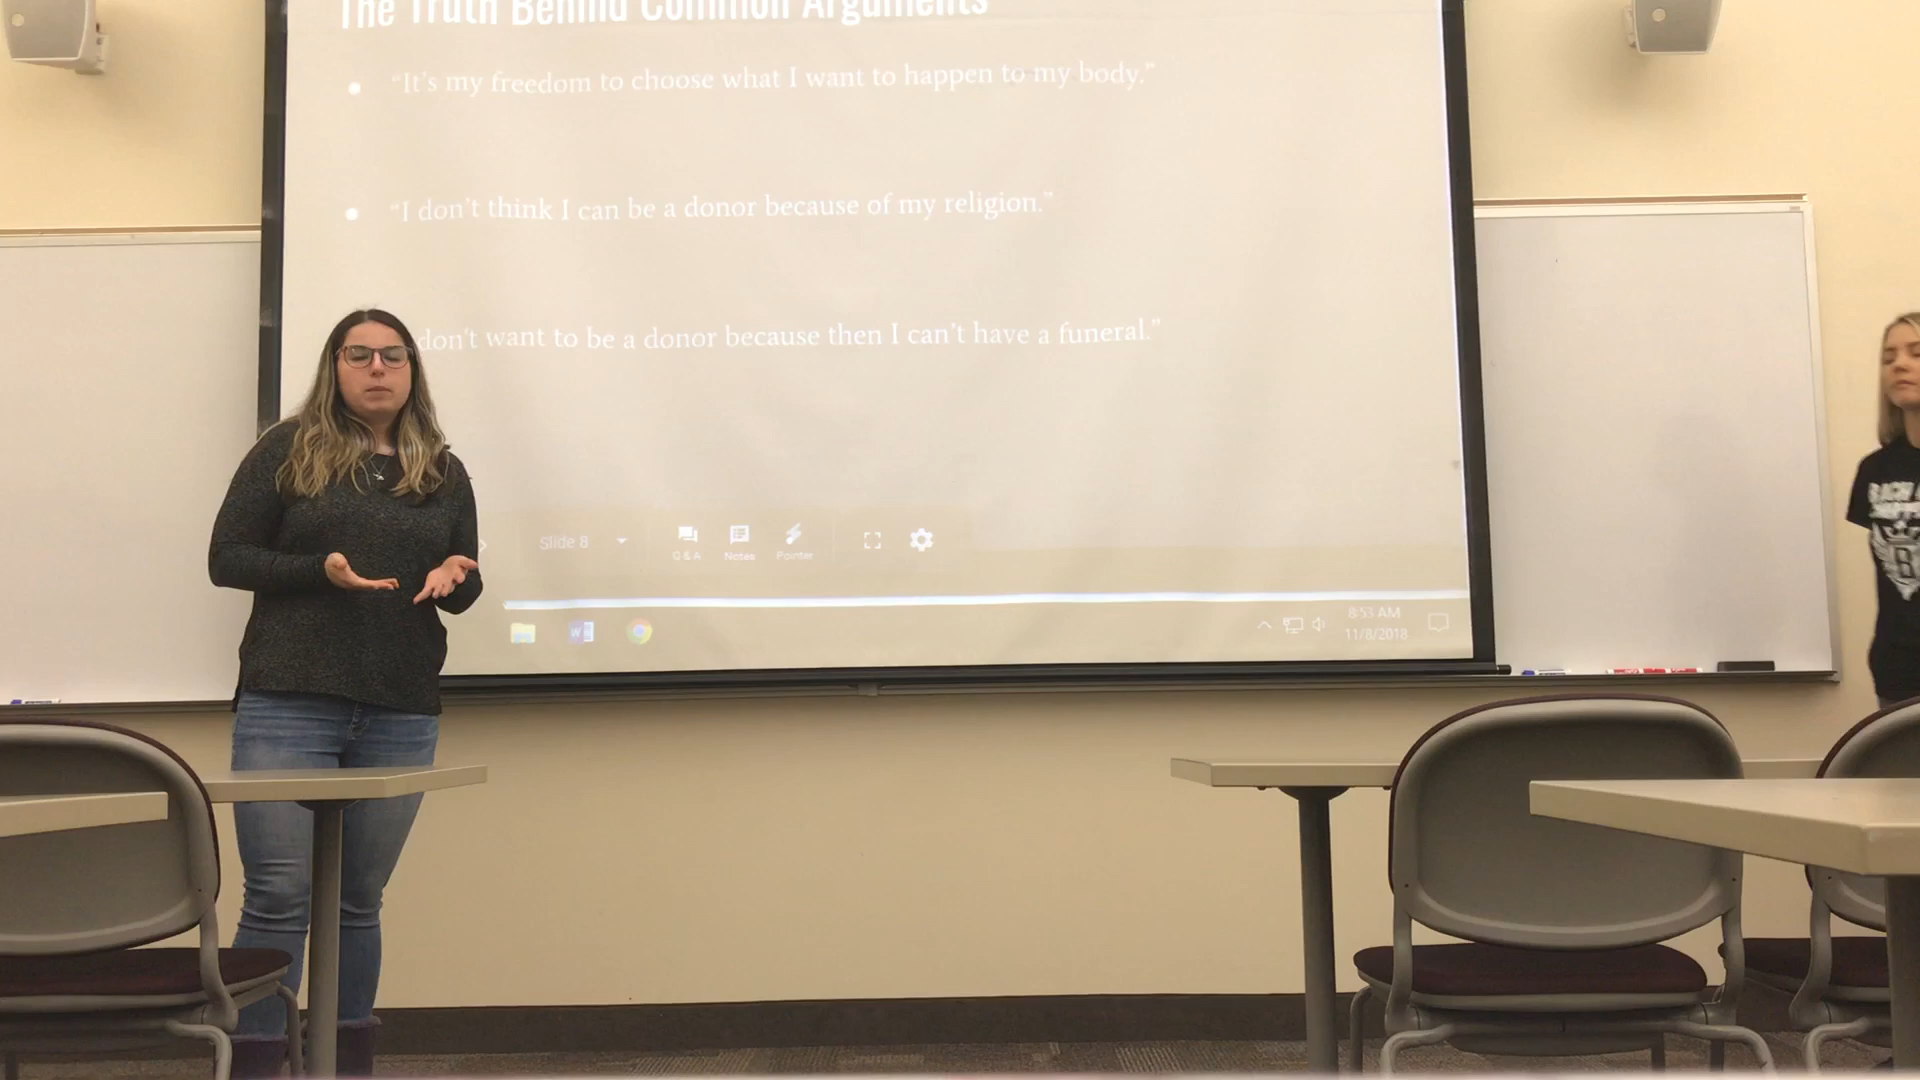 The Truth Behind Common Arguments
• "It's my freedom to choose what I want to happen to my body."
• "I don't think I can be a donor because of my religion."
don't want to be a donor because then I can't have a funeral."
Slide 8
Q & A
Notes
Pointer
W
8:53 AM
11/8/2018
B